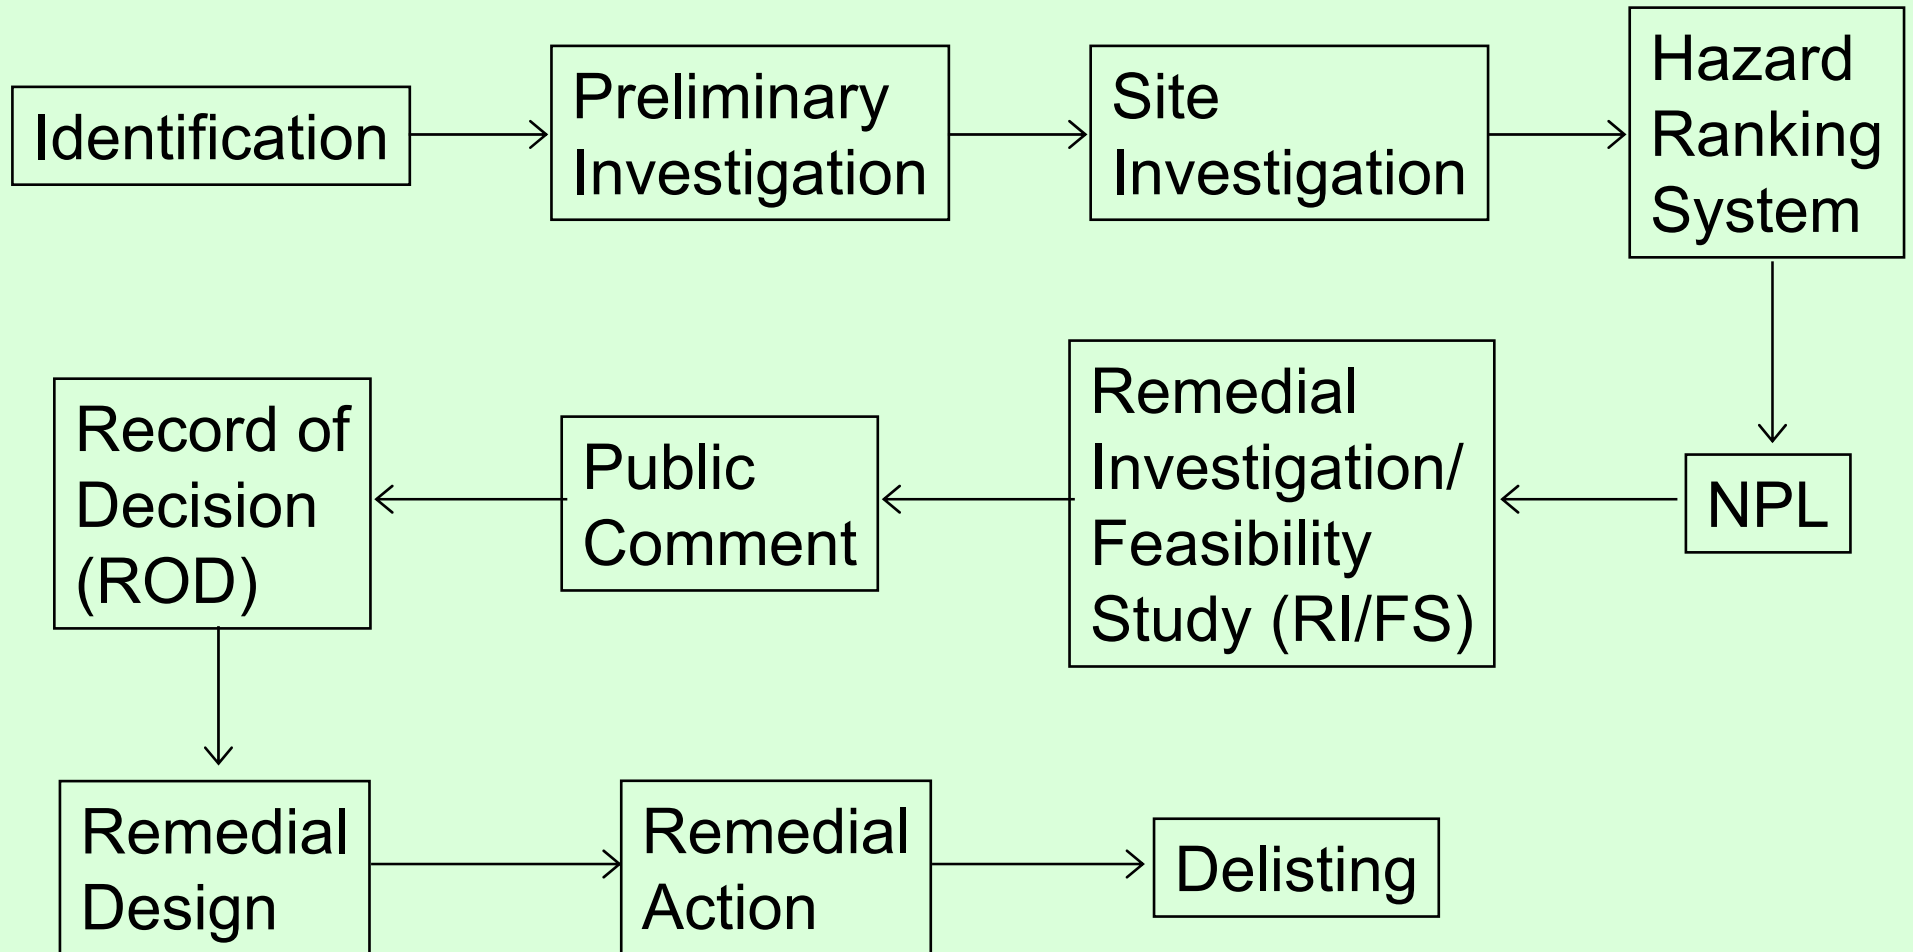 Identification
Preliminary
Investigation
Site
Investigation
Hazard
Ranking
System
NPL
Remedial
Investigation/
Feasibility
Study (RI/FS)
Public
Comment
Record of
Decision
(ROD)
Remedial
Design
Remedial
Action
Delisting